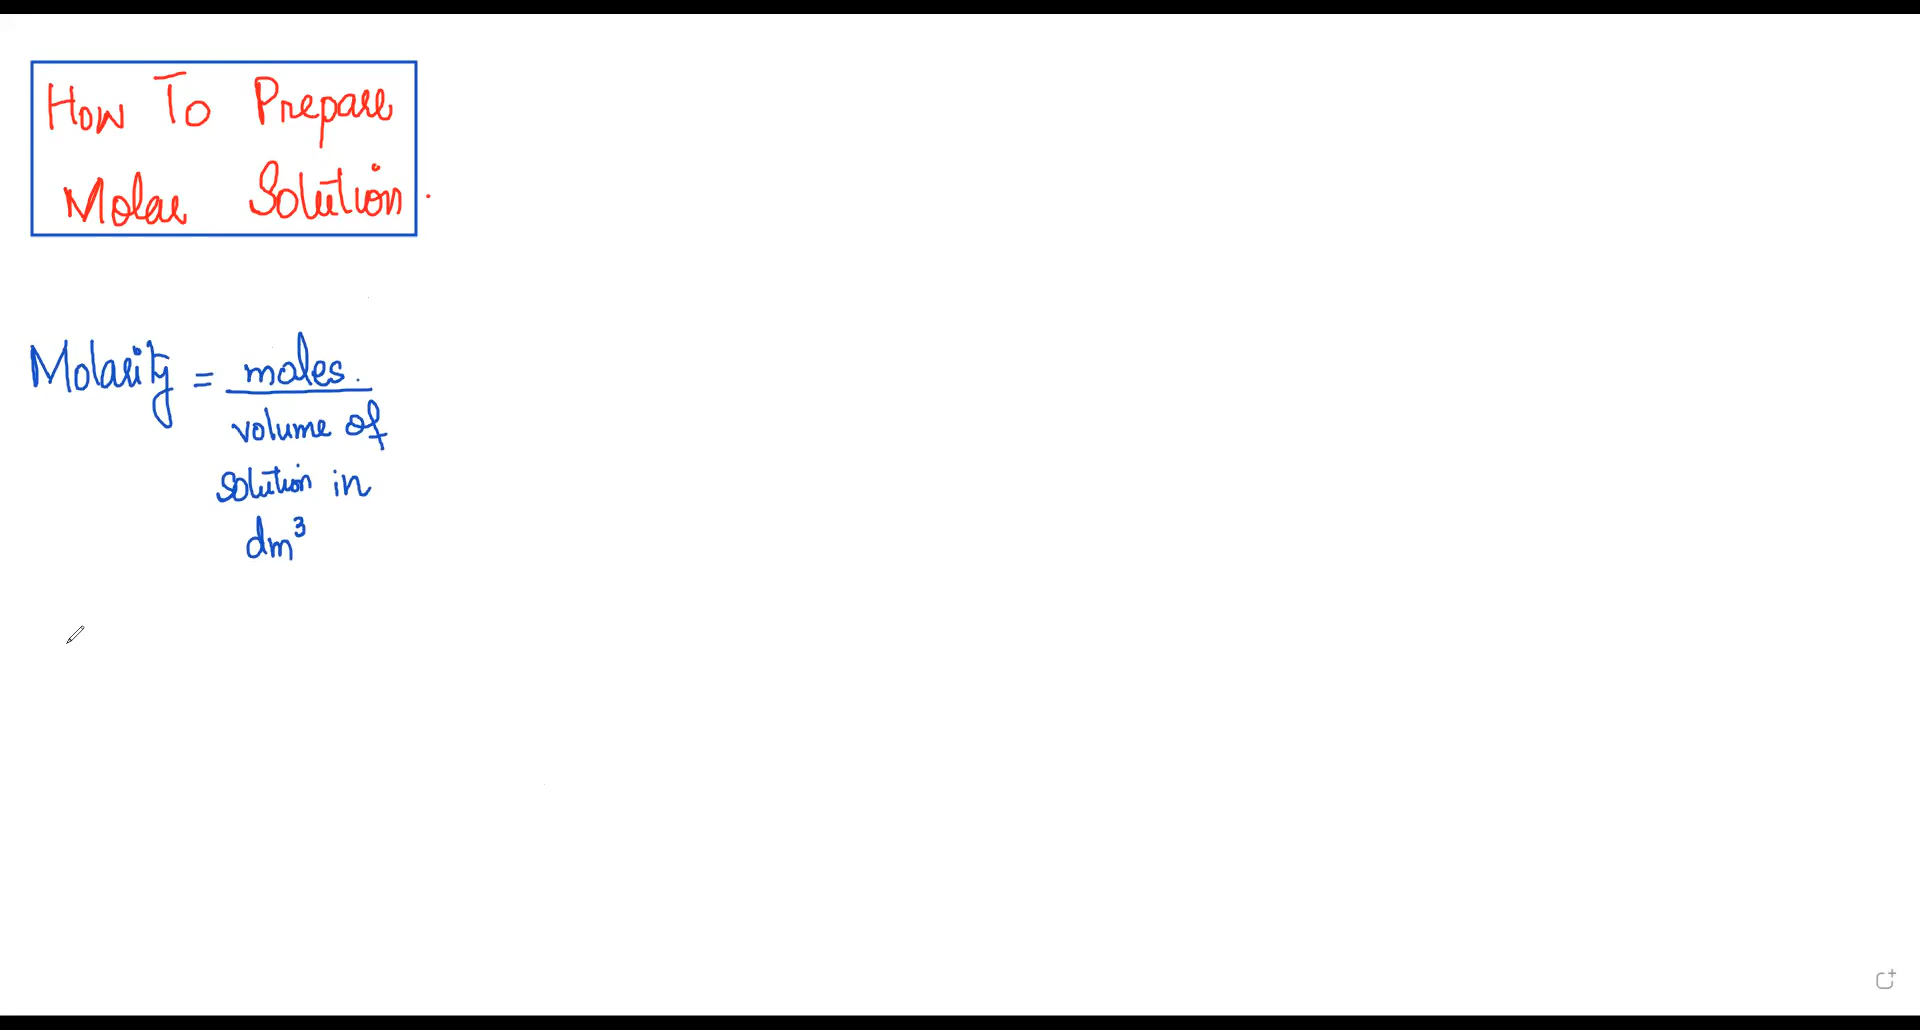 How To Prepare
Molar Solution.
Molarity = moles.
volume of
solution in
dm³